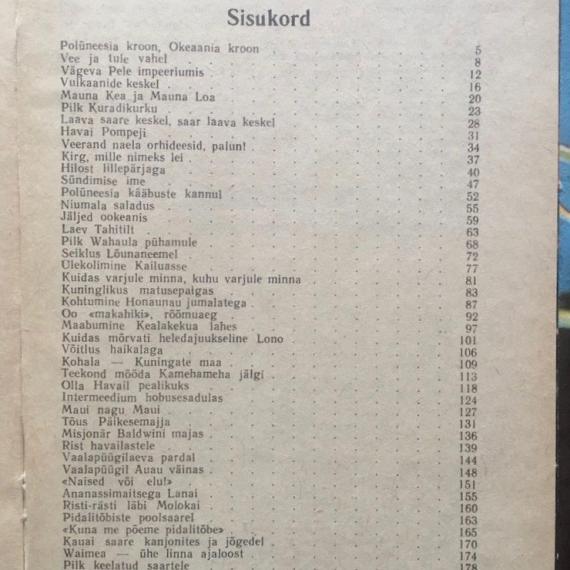 Sisukord
Polüneesia kroon, Okeaania kroon 5
Vee ja tule vahel 8
Vägeva Pele impeeriumis 12
Vulkaanide keskel 16
Mauna Kea ja Mauna Loa 20
Pilk Kuradikurku 23
Laava saare keskel, saar laava keskel 28
Havai Pompeji 31
Veerand naela orhideesid, palun! 34
Kirg, mille nimeks lei 37
Hilost lillepärjaga 40
Sündimise ime 47
Polüneesia kääbuste kannul 52
Niumala saladus 55
Jäljed ookeanis 59
Laev Tahitilt 63
Pilk Wahaula pühamule 68
Seiklus Lõunaneemel 72
Ülekolimine Kailuasse 77
Kuidas varjule minna, kuhu varjule minna 81
Kuninglikus matusepaigas 83
Kohtumine Honaunau jumalatega 87
Oo «makahiki», rõõmuaeg 92
Maabumine Kealakekua lahes 97
Kuidas mõrvati heledajuukseline Lono 101
Võitlus haikalaga 106
Kohala — Kuningate maa 109
Teekond mööda Kamehameha jälgi 113
Olla Havail pealikuks 118
Intermeedium hobusesadulas 124
Maui nagu Maui 127
Tõus Päikesemajja 131
Misjonär Baldwini majas 136
Rist havailastele 139
Vaalapüügilaeva pardal 144
Vaalapüügil Auau väinas 148
«Naised või elu!» 151
Ananassimaitsega Lanai 155
Risti-rästi läbi Molokai 160
Pidalitõbiste poolsaarel 163
«Kuna me põeme pidalitõbe» 165
Kauai saare kanjonites ja jõgedel 170
Waimea — ühe linna ajaloost 174
Pilk keelatud saartele 178